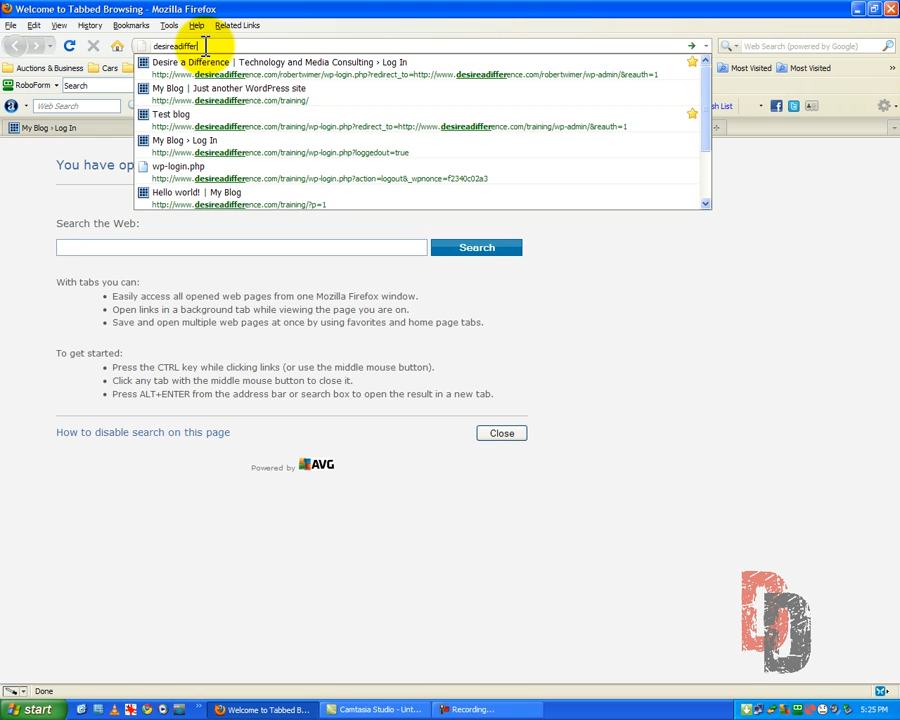 Welcome to Tabbed Browsing - Mozilla Firefox
File Edit View History Bookmarks Tools Help Related Links
desireadiffer
Web Search (Powered)
Auctions & Business Cars Most Visited Most Visited
RoboForm Search
Web Search sh List
My Blog › Log In
Desire a Difference | Technology and Media Consulting › Log In
http://www.desireadifference.com/robertwimer/wp-login.php?redirect_to=http://www.desireadifference.com/robertwimer/wp-admin/&reauth=1
My Blog | Just another WordPress site
http://www.desireadifference.com/training/
Test blog
http://www.desireadifference.com/training/wp-login.php?redirect_to=http://www.desireadifference.com/training/wp-admin/&reauth=1
My Blog › Log In
http://www.desireadifference.com/training/wp-login.php?loggedout=true
wp-login.php
http://www.desireadifference.com/training/wp-login.php?action=logout&_wpnonce=f2340c02a3
Hello world! | My Blog
http://www.desireadifference.com/training/?p=1
You have op
Search the Web:
Search
With tabs you can:
Easily access all opened web pages from one Mozilla Firefox window.
Open links in a background tab while viewing the page you are on.
Save and open multiple web pages at once by using favorites and home page tabs.
To get started:
Press the CTRL key while clicking links (or use the middle mouse button).
Click any tab with the middle mouse button to close it.
Press ALT+ENTER from the address bar or search box to open the result in a new tab.
How to disable search on this page
Close
Powered by AVG
DD
Done
start
Welcome to Tabbed B...
Camtasia Studio - Unt...
Recording...
5:25 PM